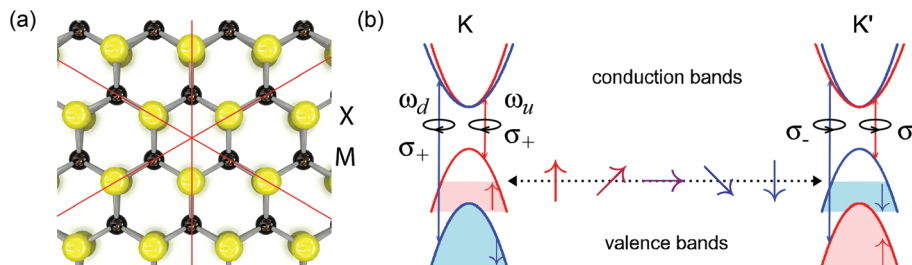 (a)
X
M
(b)
K
K'
conduction bands
ω_d
ω_u
σ_+
σ_+
σ_-
σ
valence bands